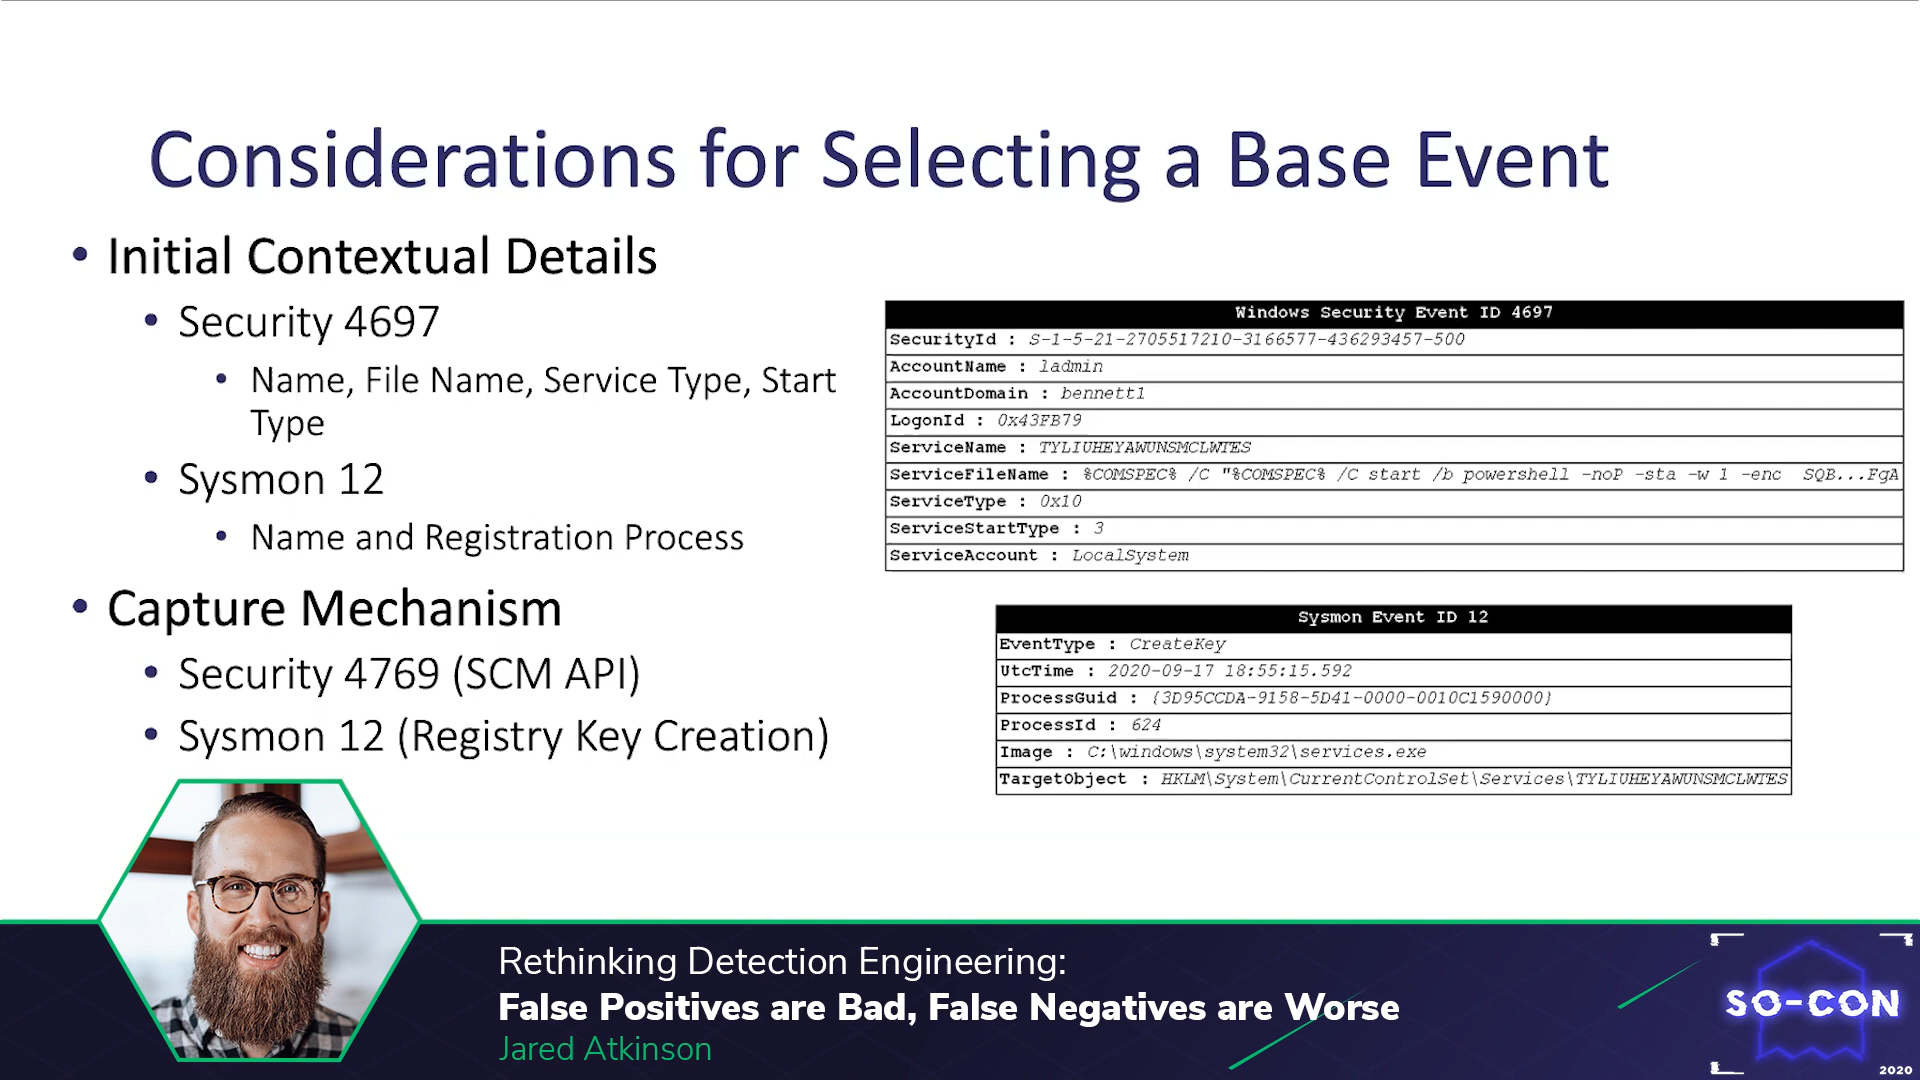 Considerations for Selecting a Base Event
• Initial Contextual Details
• Security 4697
• Name, File Name, Service Type, Start
Type
• Sysmon 12
• Name and Registration Process
• Capture Mechanism
• Security 4769 (SCM API)
• Sysmon 12 (Registry Key Creation)
Windows Security Event ID 4697
SecurityId : S-1-5-21-2705517210-3166577-436293457-500
AccountName : ladmin
AccountDomain : bennett1
LogonId : 0x43FB79
ServiceName : TYLIUHEYAWUNSMCLWTES
ServiceFileName : %COMSPEC% /C "%COMSPEC% /C start /b powershell -noP -sta -w 1 -enc SQB...FgA
ServiceType : 0x10
ServiceStartType : 3
ServiceAccount : LocalSystem
Sysmon Event ID 12
EventType : CreateKey
UtcTime : 2020-09-17 18:55:15.592
ProcessGuid : {3D95CCDA-9158-5D41-0000-0010C1590000}
ProcessId : 624
Image : C:\windows\system32\services.exe
TargetObject : HKLM\System\CurrentControlSet\Services\TYLIUHEYAWUNSMCLWTES
Rethinking Detection Engineering:
False Positives are Bad, False Negatives are Worse
Jared Atkinson
SO-CON
2020